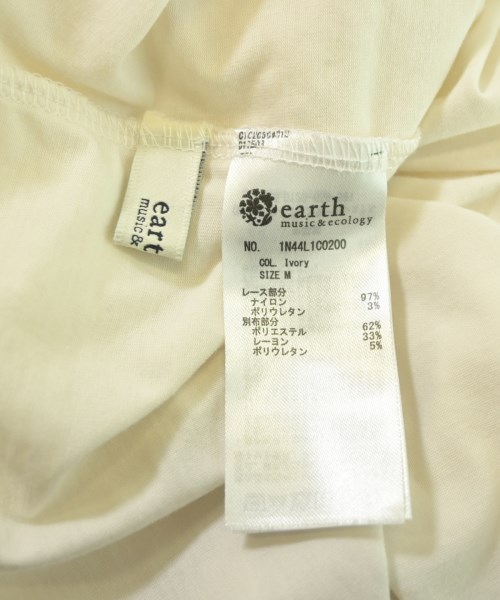 eart
music&
earth
music&ecology
NO. 1N44L1C0200
COL. Ivory
SIZE M
レース部分
ナイロン 97%
ポリウレタン 3%
別布部分
ポリエステル 62%
レーヨン 33%
ポリウレタン 5%